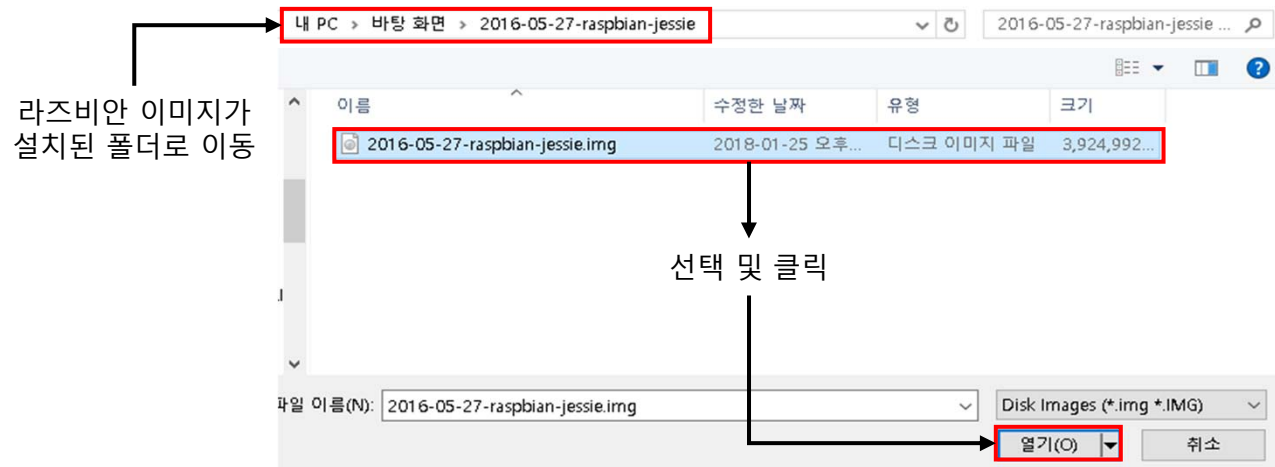 내 PC > 바탕 화면 > 2016-05-27-raspbian-jessie
2016-05-27-raspbian-jessie ...
라즈비안 이미지가
설치된 폴더로 이동
이름 수정한 날짜 유형 크기
2016-05-27-raspbian-jessie.img 2018-01-25 오후... 디스크 이미지 파일 3,924,992...
선택 및 클릭
파일 이름(N): 2016-05-27-raspbian-jessie.img Disk Images (*.img *.IMG)
열기(O) 취소